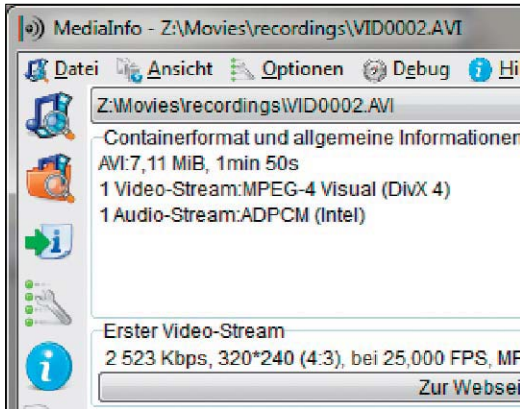 MediaInfo - Z:\Movies\recordings\VID0002.AVI
Datei Ansicht Optionen Debug
Z:\Movies\recordings\VID0002.AVI
Containerformat und allgemeine Informationen
AVI:7,11 MiB, 1min 50s
1 Video-Stream:MPEG-4 Visual (DivX 4)
1 Audio-Stream:ADPCM (Intel)
Erster Video-Stream
2 523 Kbps, 320*240 (4:3), bei 25,000 FPS,
Zur